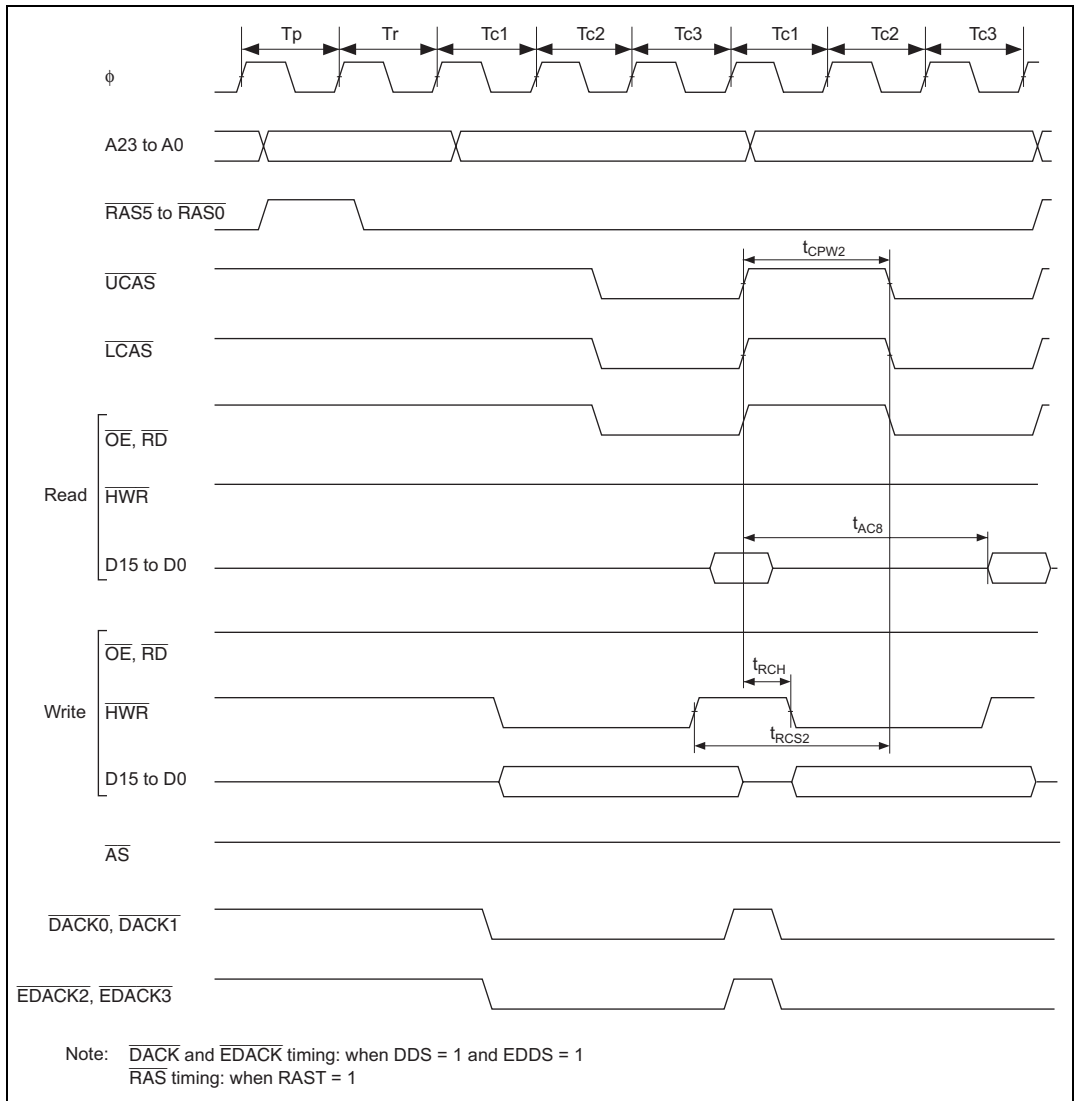 Tp Tr Tc1 Tc2 Tc3 Tc1 Tc2 Tc3
ϕ
A23 to A0
RAS5 to RAS0
tCPW2
UCAS
LCAS
OE, RD
Read HWR
tAC8
D15 to D0
OE, RD
tRCH
Write HWR
tRCS2
D15 to D0
AS
DACK0, DACK1
EDACK2, EDACK3
Note: DACK and EDACK timing: when DDS = 1 and EDDS = 1
RAS timing: when RAST = 1